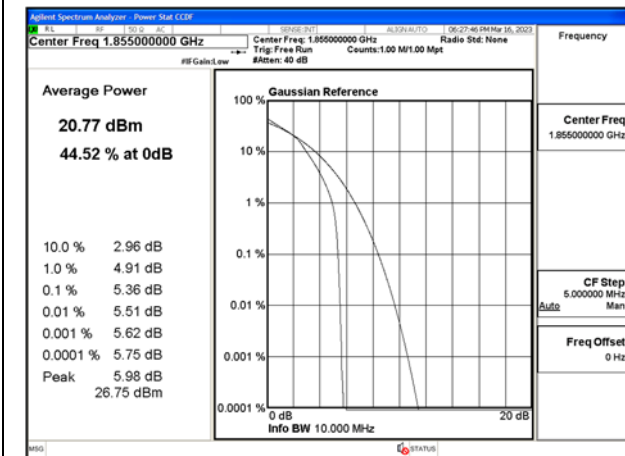 Agilent Spectrum Analyzer - Power Stat CCDF
RL RF 50 Ω AC SENSE:INT ALIGN AUTO 06:27:46 PM Mar 16, 2023
Center Freq 1.855000000 GHz
Center Freq: 1.855000000 GHz Radio Std: None
Trig: Free Run Counts:1.00 M/1.00 Mpt
#IFGain:Low #Atten: 40 dB
Frequency
Average Power
20.77 dBm
44.52 % at 0dB
10.0 % 2.96 dB
1.0 % 4.91 dB
0.1 % 5.36 dB
0.01 % 5.51 dB
0.001 % 5.62 dB
0.0001 % 5.75 dB
Peak 5.98 dB
26.75 dBm
Gaussian Reference
100 %
10 %
1 %
0.1 %
0.01 %
0.001 %
0.0001 %
0 dB 20 dB
Info BW 10.000 MHz
Center Freq
1.855000000 GHz
CF Step
5.000000 MHz
Auto Man
Freq Offset
0 Hz
MSG STATUS